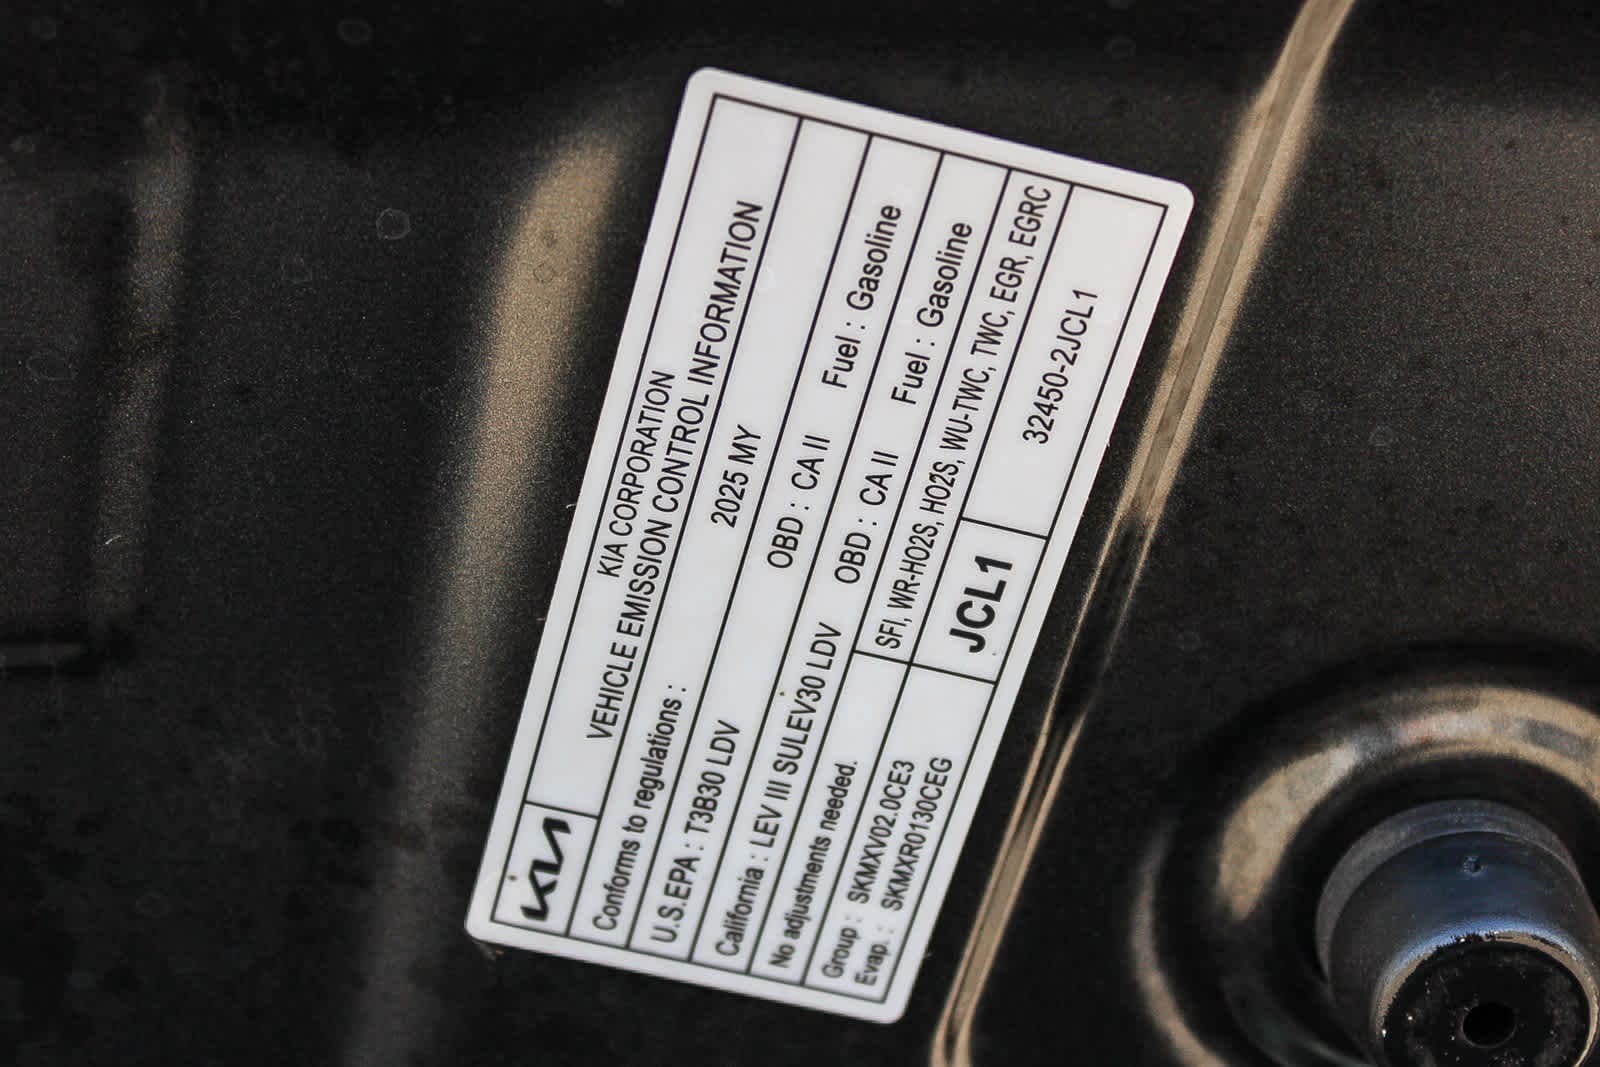 KIA
KIA CORPORATION
VEHICLE EMISSION CONTROL INFORMATION
Conforms to regulations : 2025 MY
U.S.EPA : T3B30 LDV OBD : CA II Fuel : Gasoline
California : LEV III SULEV30 LDV OBD : CA II Fuel : Gasoline
No adjustments needed. SFI, WR-HO2S, HO2S, WU-TWC, TWC, EGR, EGRC
Group : SKMXV02.0CE3
Evap. : SKMXR0130CEG
JCL1
32450-2JCL1